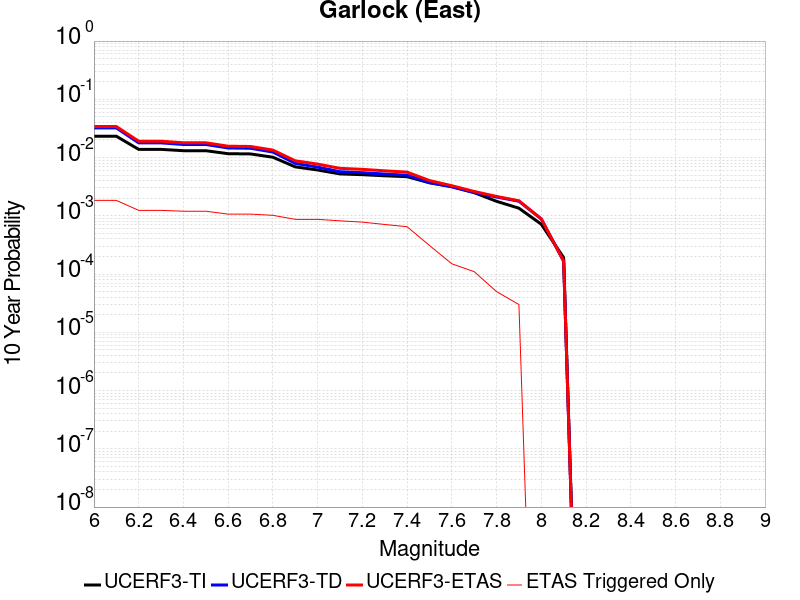 Garlock (East)
10 0
10 -1
10 -2
10 -3
10 -4
10 -5
10 -6
10 -7
10 -8
10 Year Probability
6 6.2 6.4 6.6 6.8 7 7.2 7.4 7.6 7.8 8 8.2 8.4 8.6 8.8 9
Magnitude
UCERF3-TI UCERF3-TD UCERF3-ETAS ETAS Triggered Only